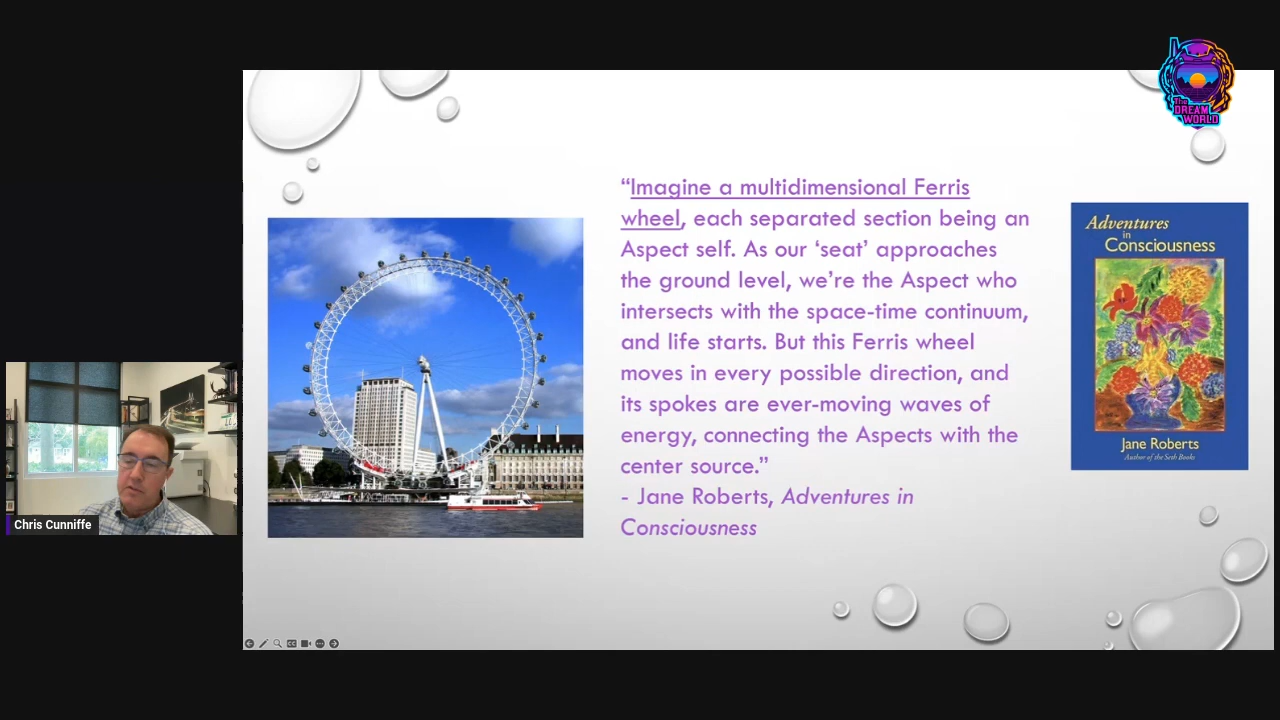 The
DREAM
WORLD
“Imagine a multidimensional Ferris
wheel, each separated section being an
Aspect self. As our ‘seat’ approaches
the ground level, we’re the Aspect who
intersects with the space-time continuum,
and life starts. But this Ferris wheel
moves in every possible direction, and
its spokes are ever-moving waves of
energy, connecting the Aspects with the
center source.”
- Jane Roberts, Adventures in
Consciousness
Adventures
in
Consciousness
Jane Roberts
Author of the Seth Books
Chris Cunniffe